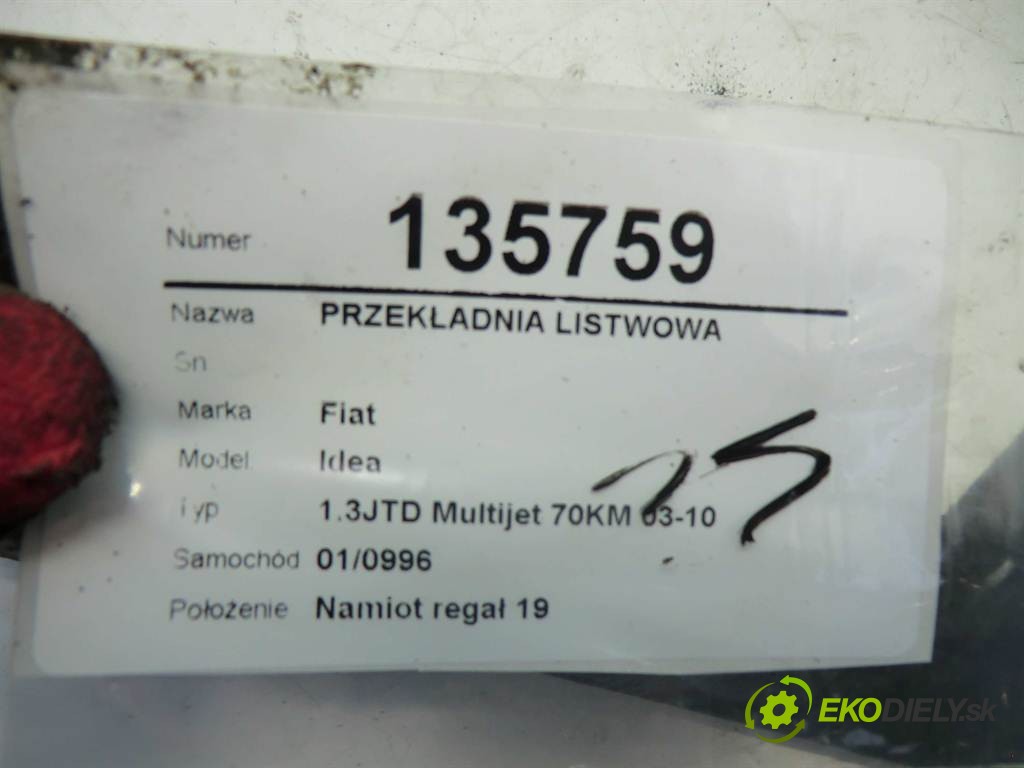 Numer 135759
Nazwa PRZEKŁADNIA LISTWOWA
Sn
Marka Fiat
Model Idea
Typ 1.3JTD Multijet 70KM 03-10
Samochód 01/0996
Położenie Namiot regał 19
EKODIELY.sk